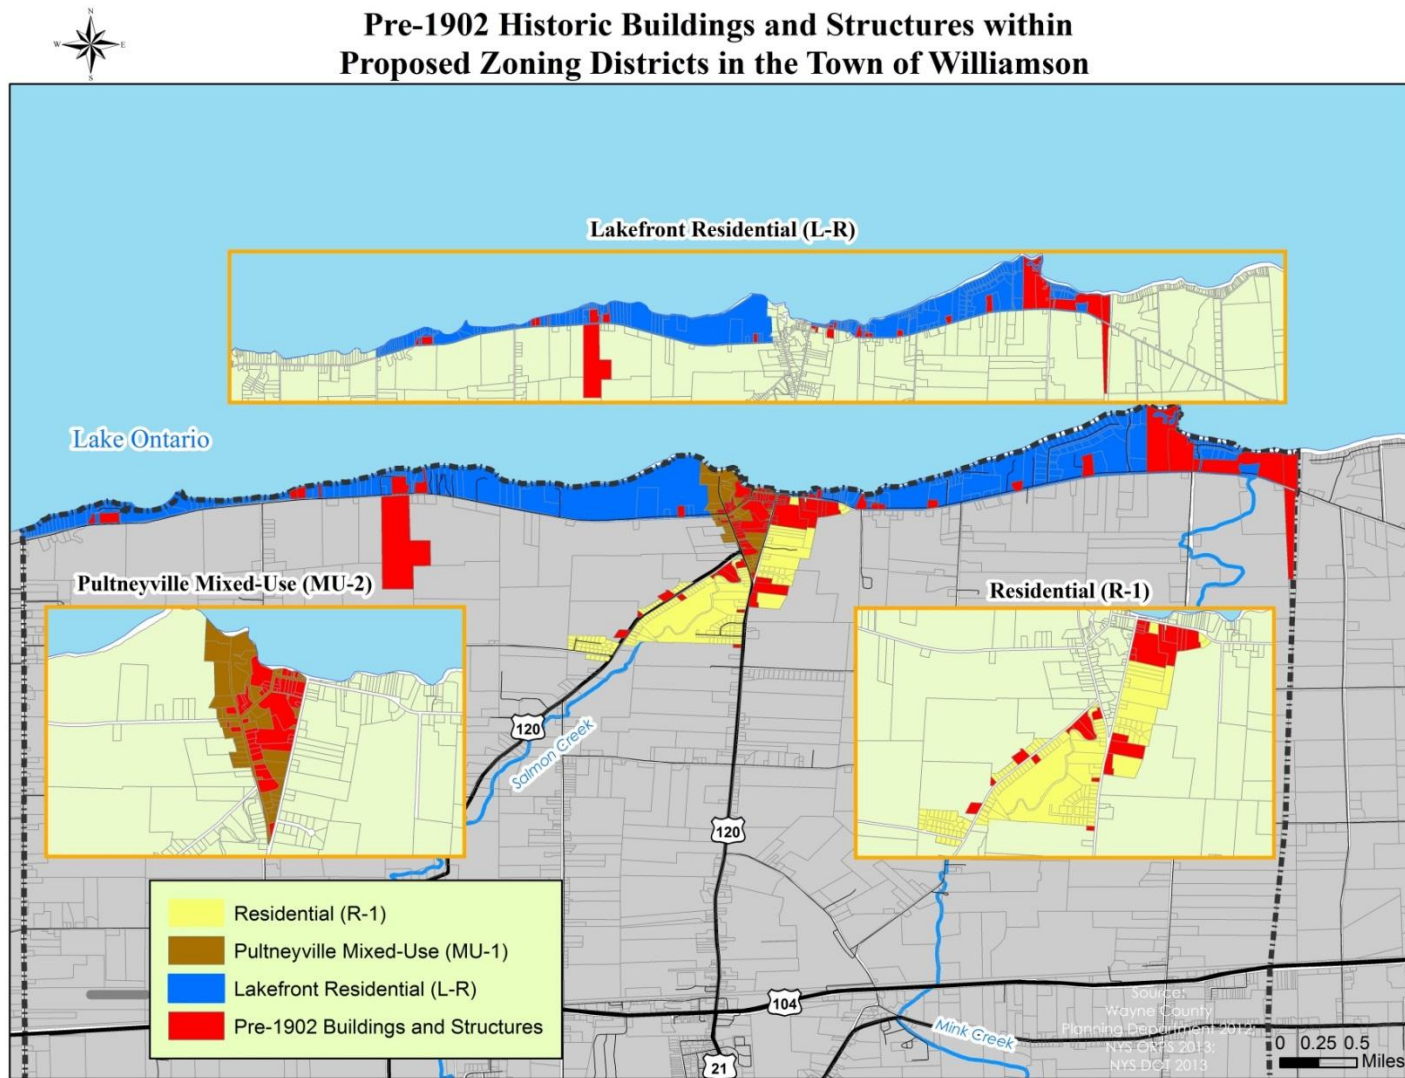 Pre-1902 Historic Buildings and Structures within
Proposed Zoning Districts in the Town of Williamson
N
W E
S
Lakefront Residential (L-R)
Lake Ontario
Pultneyville Mixed-Use (MU-2)
Residential (R-1)
120
Salmon Creek
120
Residential (R-1)
Pultneyville Mixed-Use (MU-1)
Lakefront Residential (L-R)
Pre-1902 Buildings and Structures
104
Mink Creek
21
Source:
Wayne County
Planning Department 2012;
NYS ORPS 2013;
NYS DOT 2013
0 0.25 0.5
Miles